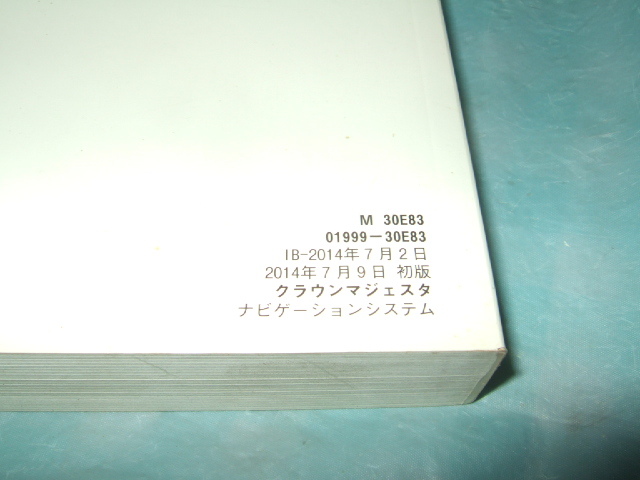 M 30E83
01999－30E83
IB-2014年7月2日
2014年7月9日 初版
クラウンマジェスタ
ナビゲーションシステム